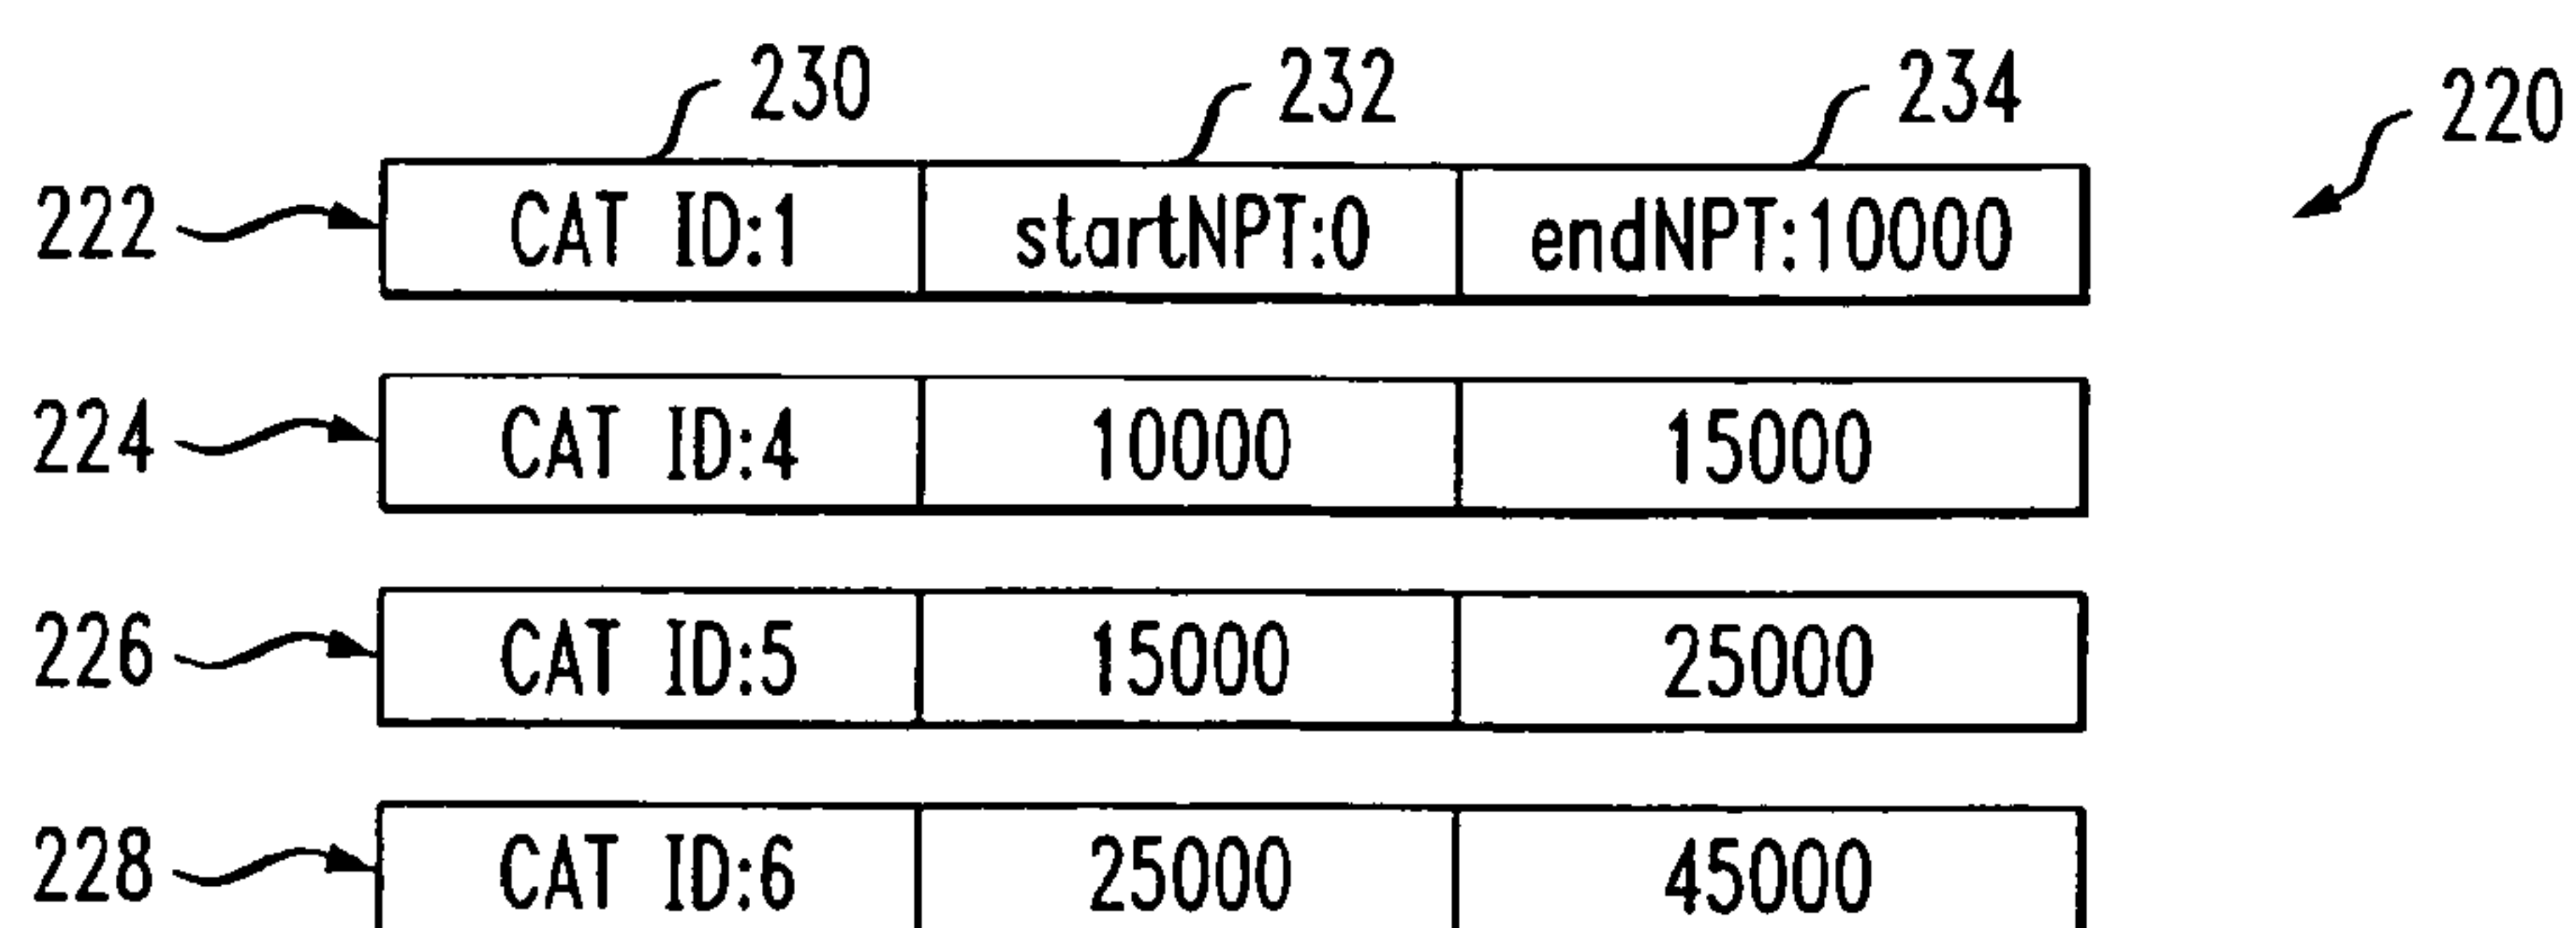 230 232 234 220
222 CAT ID:1 startNPT:0 endNPT:10000
224 CAT ID:4 10000 15000
226 CAT ID:5 15000 25000
228 CAT ID:6 25000 45000